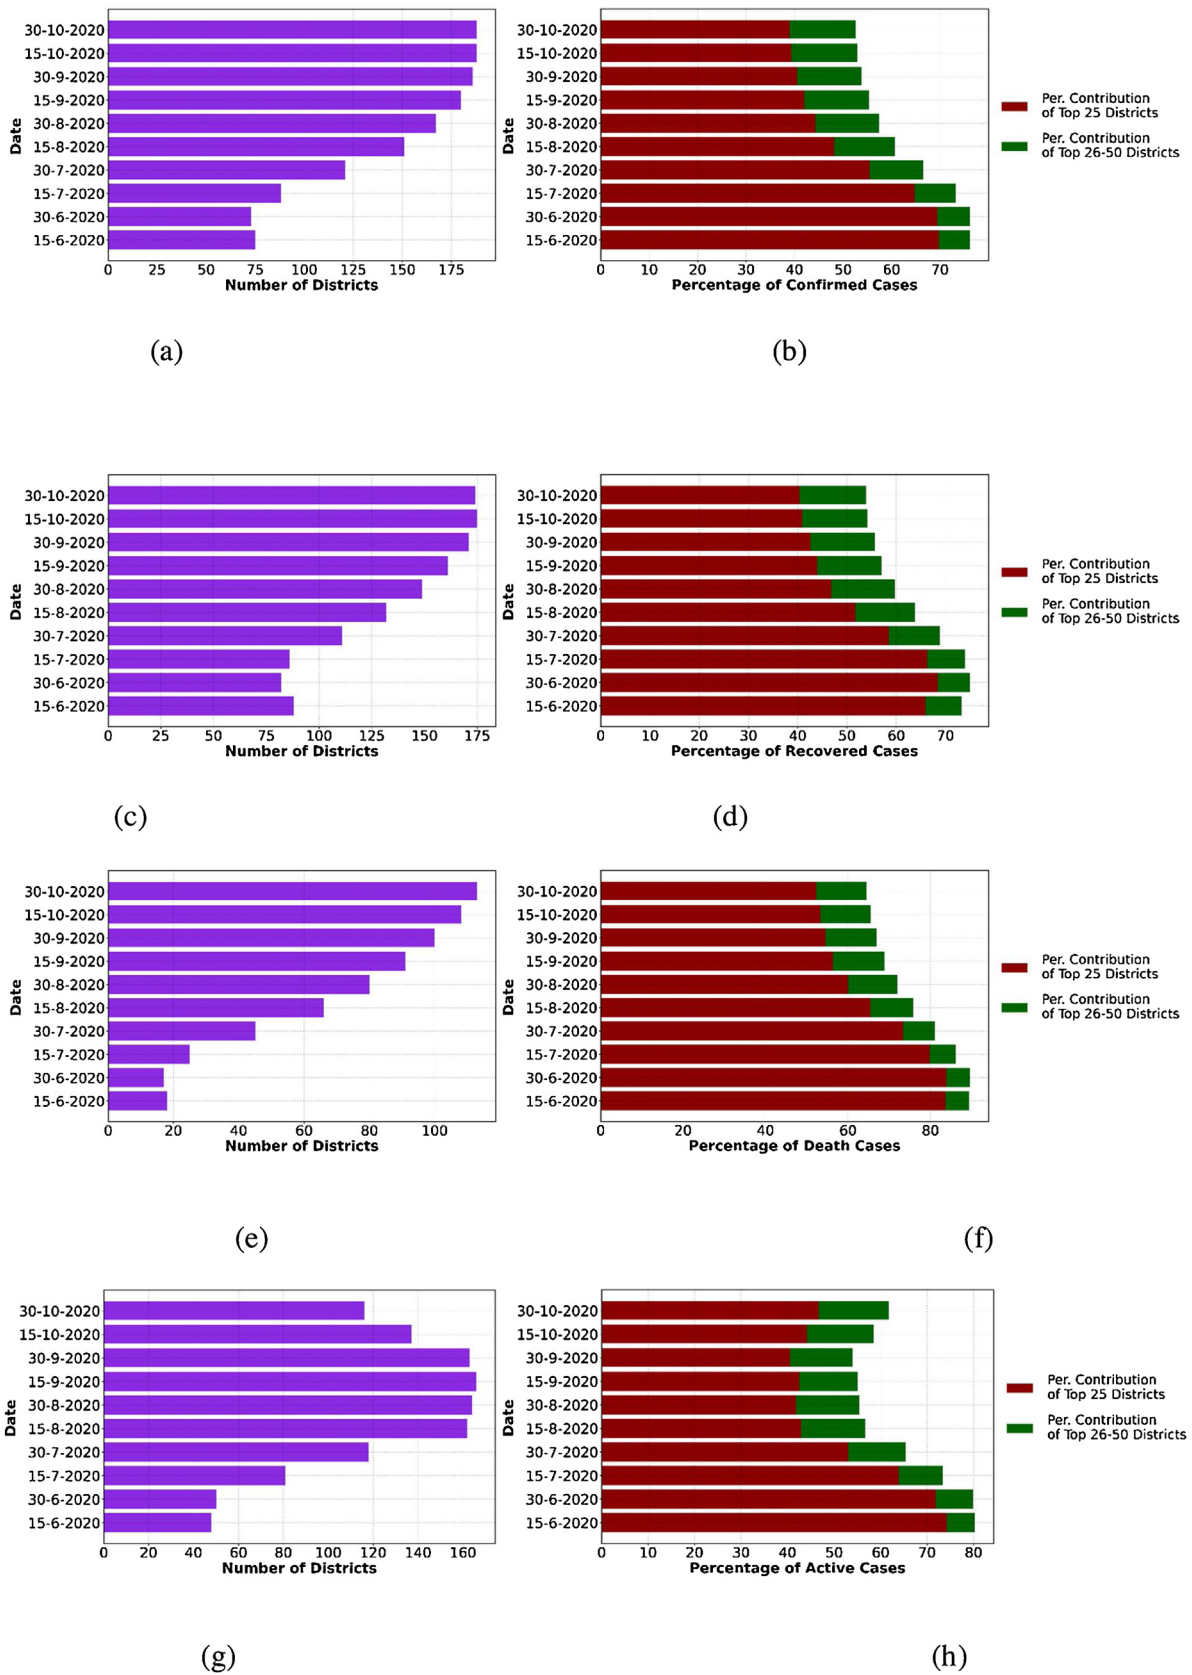 30-10-2020
15-10-2020
30-9-2020
15-9-2020
30-8-2020
15-8-2020
30-7-2020
15-7-2020
30-6-2020
15-6-2020
Date
0 25 50 75 100 125 150 175
Number of Districts
(a)
30-10-2020
15-10-2020
30-9-2020
15-9-2020
30-8-2020
15-8-2020
30-7-2020
15-7-2020
30-6-2020
15-6-2020
Date
0 10 20 30 40 50 60 70
Percentage of Confirmed Cases
Per. Contribution
of Top 25 Districts
Per. Contribution
of Top 26-50 Districts
(b)
30-10-2020
15-10-2020
30-9-2020
15-9-2020
30-8-2020
15-8-2020
30-7-2020
15-7-2020
30-6-2020
15-6-2020
Date
0 25 50 75 100 125 150 175
Number of Districts
(c)
30-10-2020
15-10-2020
30-9-2020
15-9-2020
30-8-2020
15-8-2020
30-7-2020
15-7-2020
30-6-2020
15-6-2020
Date
0 10 20 30 40 50 60 70
Percentage of Recovered Cases
Per. Contribution
of Top 25 Districts
Per. Contribution
of Top 26-50 Districts
(d)
30-10-2020
15-10-2020
30-9-2020
15-9-2020
30-8-2020
15-8-2020
30-7-2020
15-7-2020
30-6-2020
15-6-2020
Date
0 20 40 60 80 100
Number of Districts
(e)
30-10-2020
15-10-2020
30-9-2020
15-9-2020
30-8-2020
15-8-2020
30-7-2020
15-7-2020
30-6-2020
15-6-2020
Date
0 20 40 60 80
Percentage of Death Cases
Per. Contribution
of Top 25 Districts
Per. Contribution
of Top 26-50 Districts
(f)
30-10-2020
15-10-2020
30-9-2020
15-9-2020
30-8-2020
15-8-2020
30-7-2020
15-7-2020
30-6-2020
15-6-2020
Date
0 20 40 60 80 100 120 140 160
Number of Districts
(g)
30-10-2020
15-10-2020
30-9-2020
15-9-2020
30-8-2020
15-8-2020
30-7-2020
15-7-2020
30-6-2020
15-6-2020
Date
0 10 20 30 40 50 60 70 80
Percentage of Active Cases
Per. Contribution
of Top 25 Districts
Per. Contribution
of Top 26-50 Districts
(h)